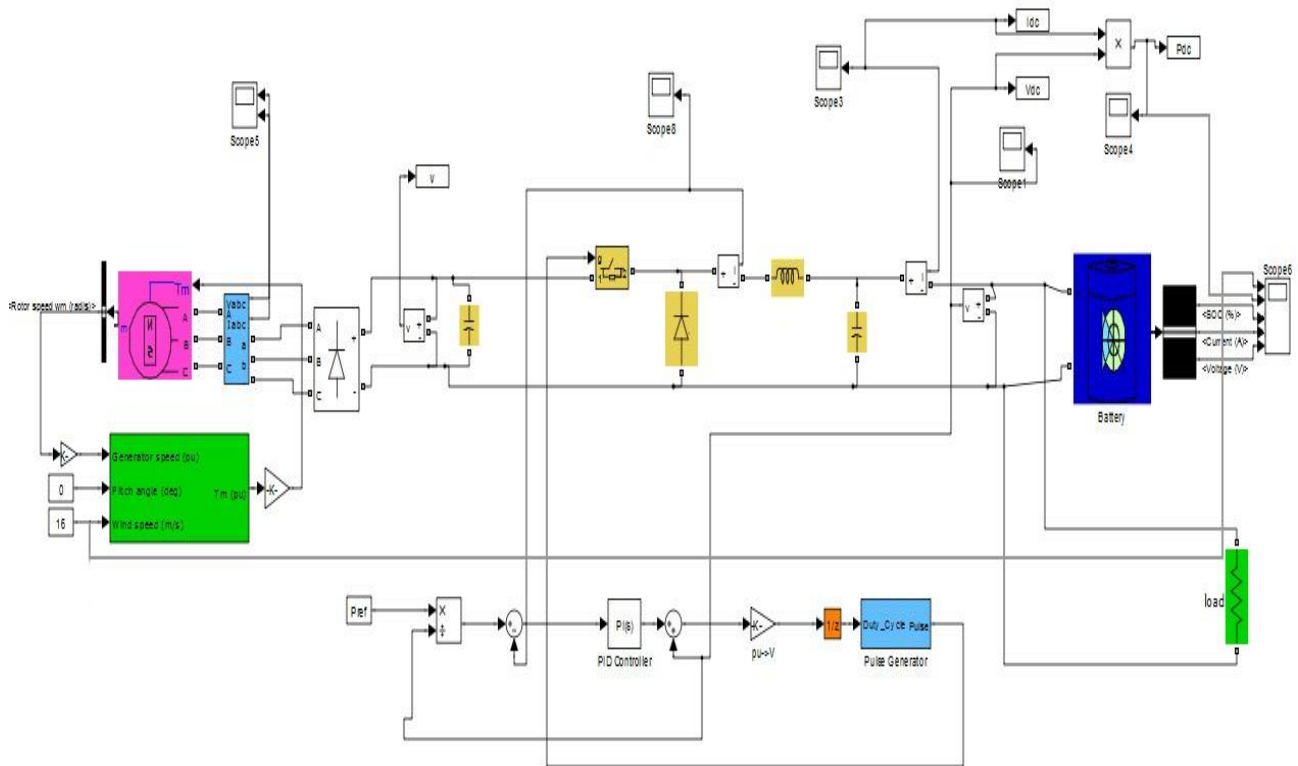 Idc
Pdc
Vdc
Scope3
Scope8
Scope5
Scope4
Scope1
V
Scope6
<Rotor speed wm (rad/s)>
Tm
m
N
S
A
B
C
Vabc
A
Iabc
B
a
b
C
A
B
C
+
-
v
+
-
g
1
2
+
i
-
+
i
-
v
+
-
<SOC (%)>
<Current (A)>
<Voltage (V)>
Battery
K-
Generator speed (pu)
0
Pitch angle (deg)
Tm (pu)
-K-
16
Wind speed (m/s)
Pref
×
÷
PI(s)
PID Controller
-K-
pu->V
1/z
Duty_Cycle
Pulse
Pulse Generator
load